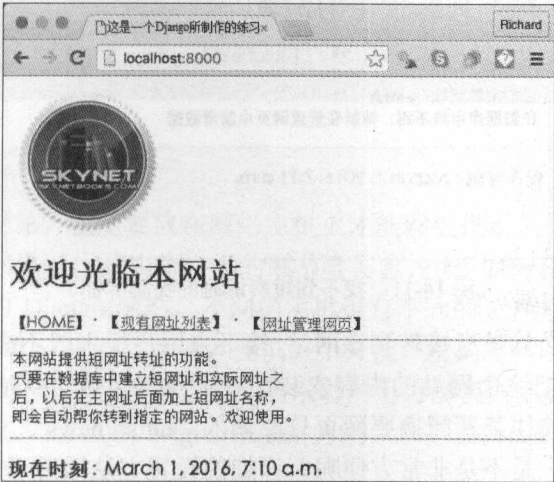 这是一个Django所制作的练习×
Richard
localhost:8000
SKYNET
SKYNETBOOKS.COM
欢迎光临本网站
【HOME】·【现有网址列表】·【网址管理网页】
本网站提供短网址转址的功能。
只要在数据库中建立短网址和实际网址之
后，以后在主网址后面加上短网址名称，
即会自动帮你转到指定的网站。欢迎使用。
现在时刻：March 1, 2016, 7:10 a.m.